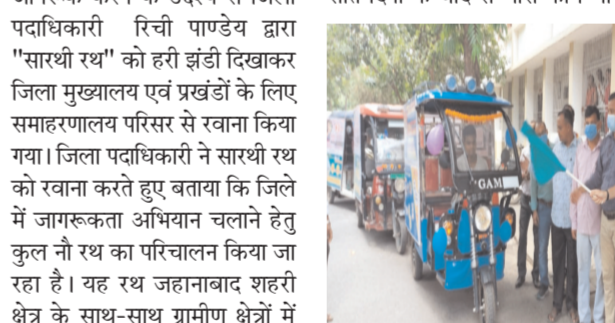 पदाधिकारी रिची पाण्डेय द्वारा
"सारथी रथ" को हरी झंडी दिखाकर
जिला मुख्यालय एवं प्रखंडों के लिए
समाहरणालय परिसर से रवाना किया
गया। जिला पदाधिकारी ने सारथी रथ
को रवाना करते हुए बताया कि जिले
में जागरूकता अभियान चलाने हेतु
कुल नौ रथ का परिचालन किया जा
रहा है। यह रथ जहानाबाद शहरी
क्षेत्र के साथ-साथ ग्रामीण क्षेत्रों में
GAM